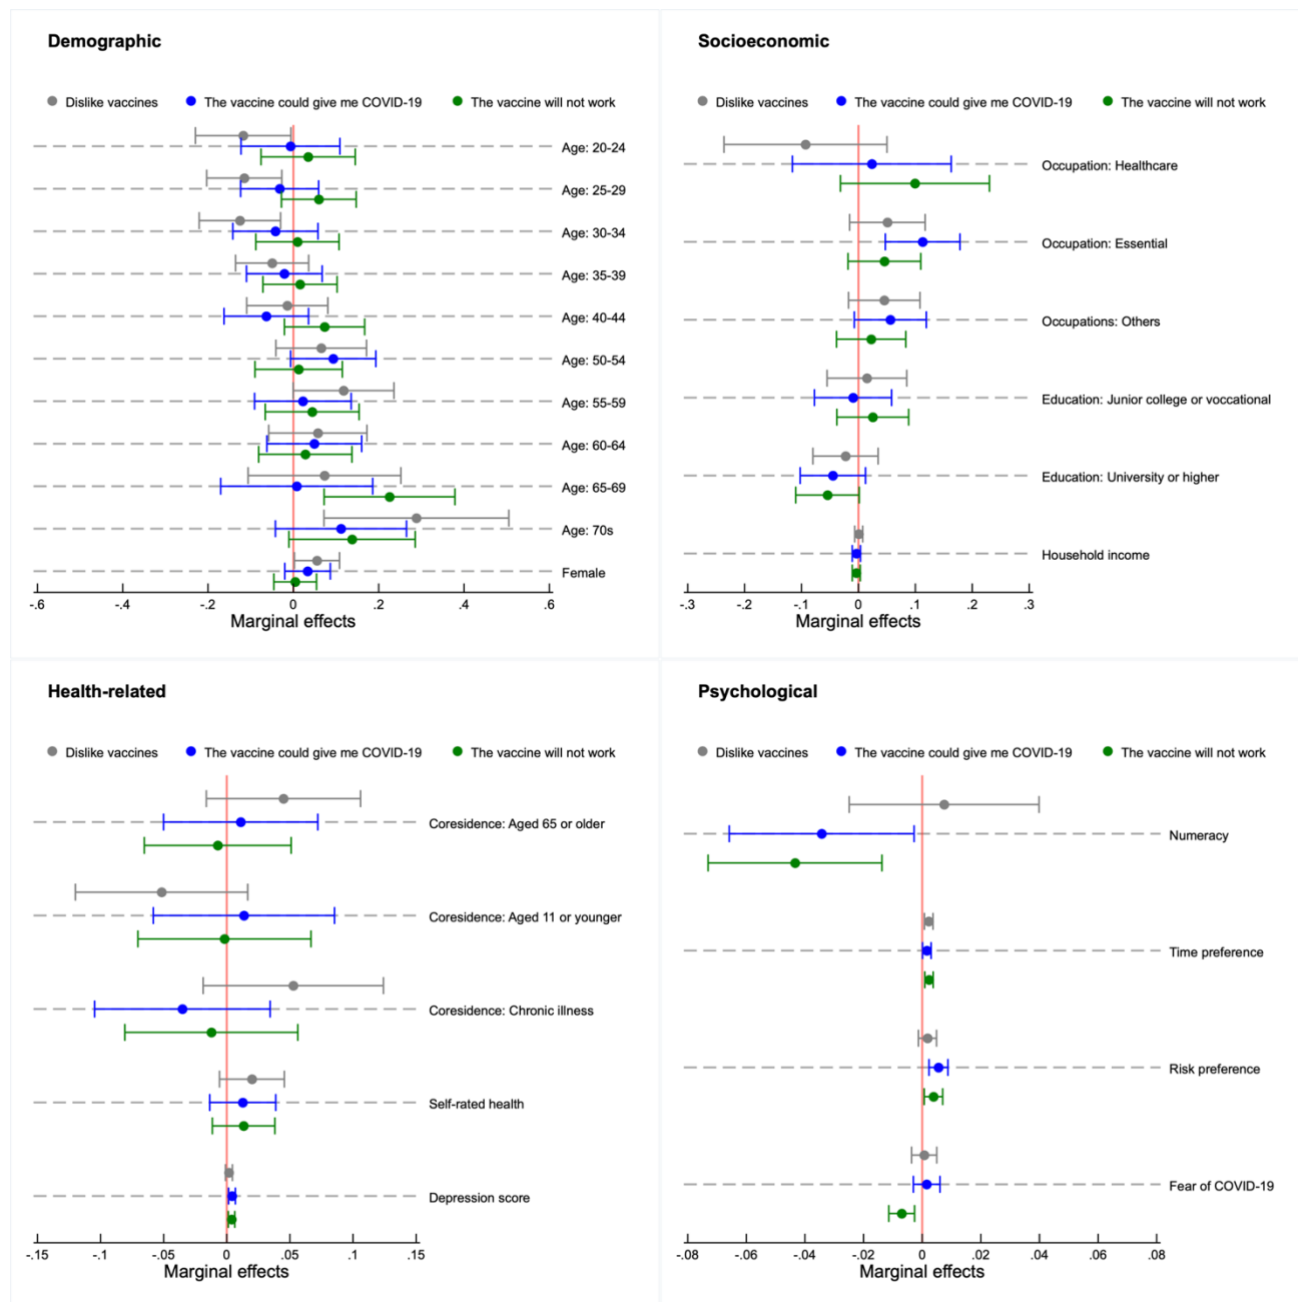 Demographic
Dislike vaccines The vaccine could give me COVID-19 The vaccine will not work
Age: 20-24
Age: 25-29
Age: 30-34
Age: 35-39
Age: 40-44
Age: 50-54
Age: 55-59
Age: 60-64
Age: 65-69
Age: 70s
Female
-.6 -.4 -.2 0 .2 .4 .6
Marginal effects
Socioeconomic
Dislike vaccines The vaccine could give me COVID-19 The vaccine will not work
Occupation: Healthcare
Occupation: Essential
Occupations: Others
Education: Junior college or voccational
Education: University or higher
Household income
-.3 -.2 -.1 0 .1 .2 .3
Marginal effects
Health-related
Dislike vaccines The vaccine could give me COVID-19 The vaccine will not work
Coresidence: Aged 65 or older
Coresidence: Aged 11 or younger
Coresidence: Chronic illness
Self-rated health
Depression score
-.15 -.1 -.05 0 .05 .1 .15
Marginal effects
Psychological
Dislike vaccines The vaccine could give me COVID-19 The vaccine will not work
Numeracy
Time preference
Risk preference
Fear of COVID-19
-.08 -.06 -.04 -.02 0 .02 .04 .06 .08
Marginal effects